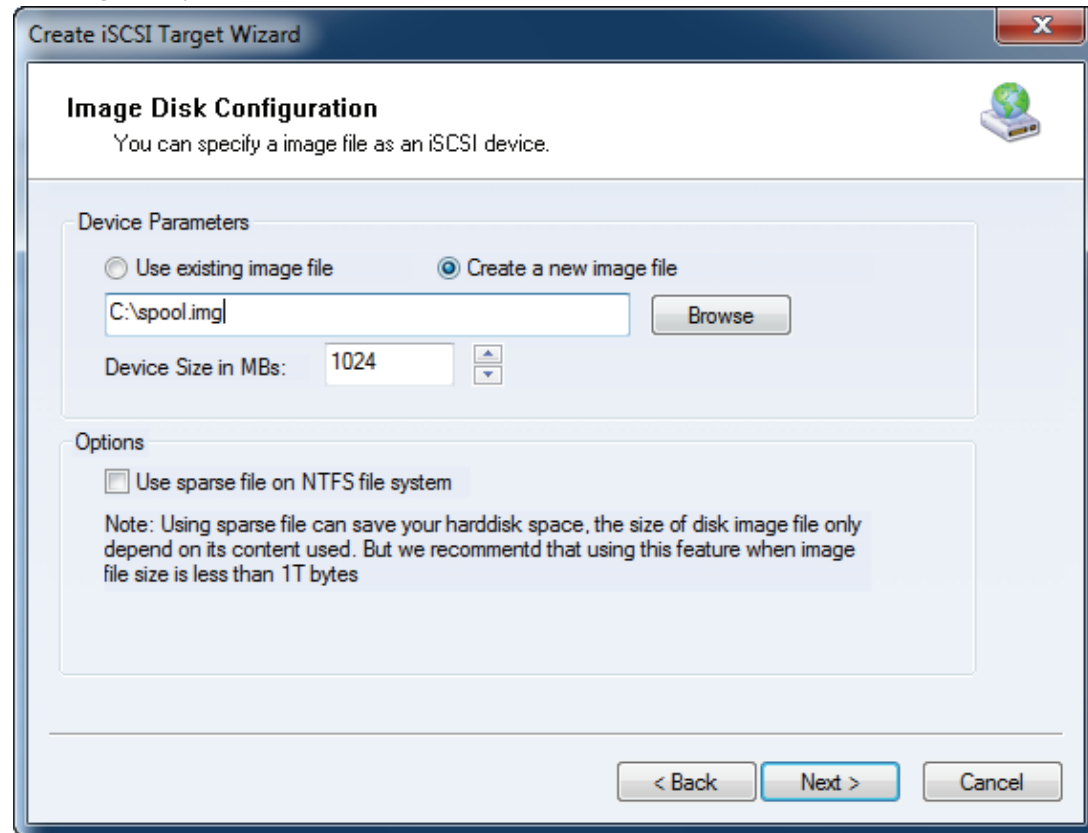 Create iSCSI Target Wizard
Image Disk Configuration
You can specify a image file as an iSCSI device.
Device Parameters
Use existing image file Create a new image file
C:\spool.img Browse
Device Size in MBs: 1024
Options
Use sparse file on NTFS file system
Note: Using sparse file can save your harddisk space, the size of disk image file only
depend on its content used. But we recommentd that using this feature when image
file size is less than 1T bytes
< Back Next > Cancel